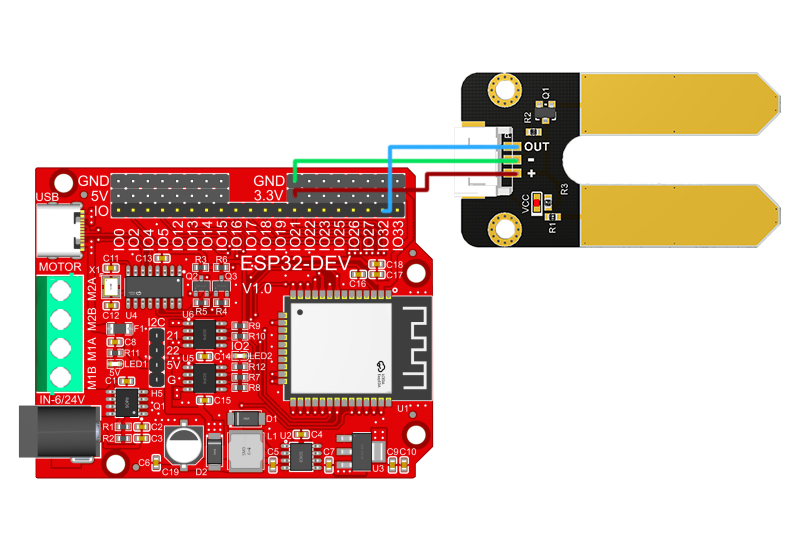 Q1
R2
OUT
-
+
R3
VCC
R1
GND
GND
5V
3.3V
IO
USB
IO0
IO2
IO4
IO5
IO12
IO13
IO14
IO15
IO16
IO17
IO18
IO19
IO21
IO22
IO23
IO25
IO26
IO27
IO32
IO33
MOTOR
C11
X1
C13
R3
R6
ESP32-DEV
C18
C17
C16
M2A
Q2
Q3
V1.0
C12
U4
R5
R4
M2B
F1
I2C
U6
R9
R10
C8
21
IO2
M1A
R11
22
U5
C14
LED2
LED1
5V
R12
5V
R7
M1B
C1
G
R8
IN-6/24V
H5
C15
U1
Q1
D1
R1
C2
L1
U2
C4
R2
C3
C6
C19
D2
C5
C7
U3
C9
C10